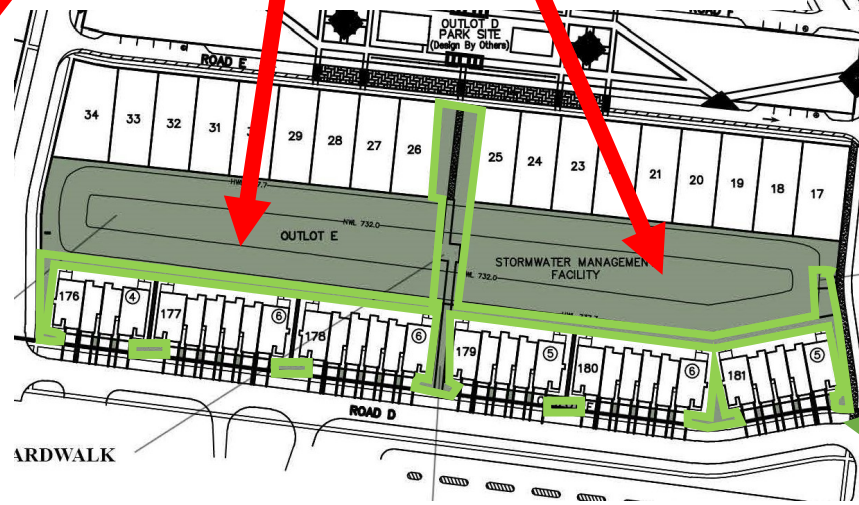 OUTLOT D
PARK SITE
(Design By Others)
ROAD E
34
33
32
31
29
28
27
26
25
24
23
21
20
19
18
17
NWL 732.0
OUTLOT E
STORMWATER MANAGEMEN
FACILITY
WL 732.0
176
④
177
⑥
178
⑥
179
⑤
180
⑥
181
⑤
ROAD D
ARDWALK